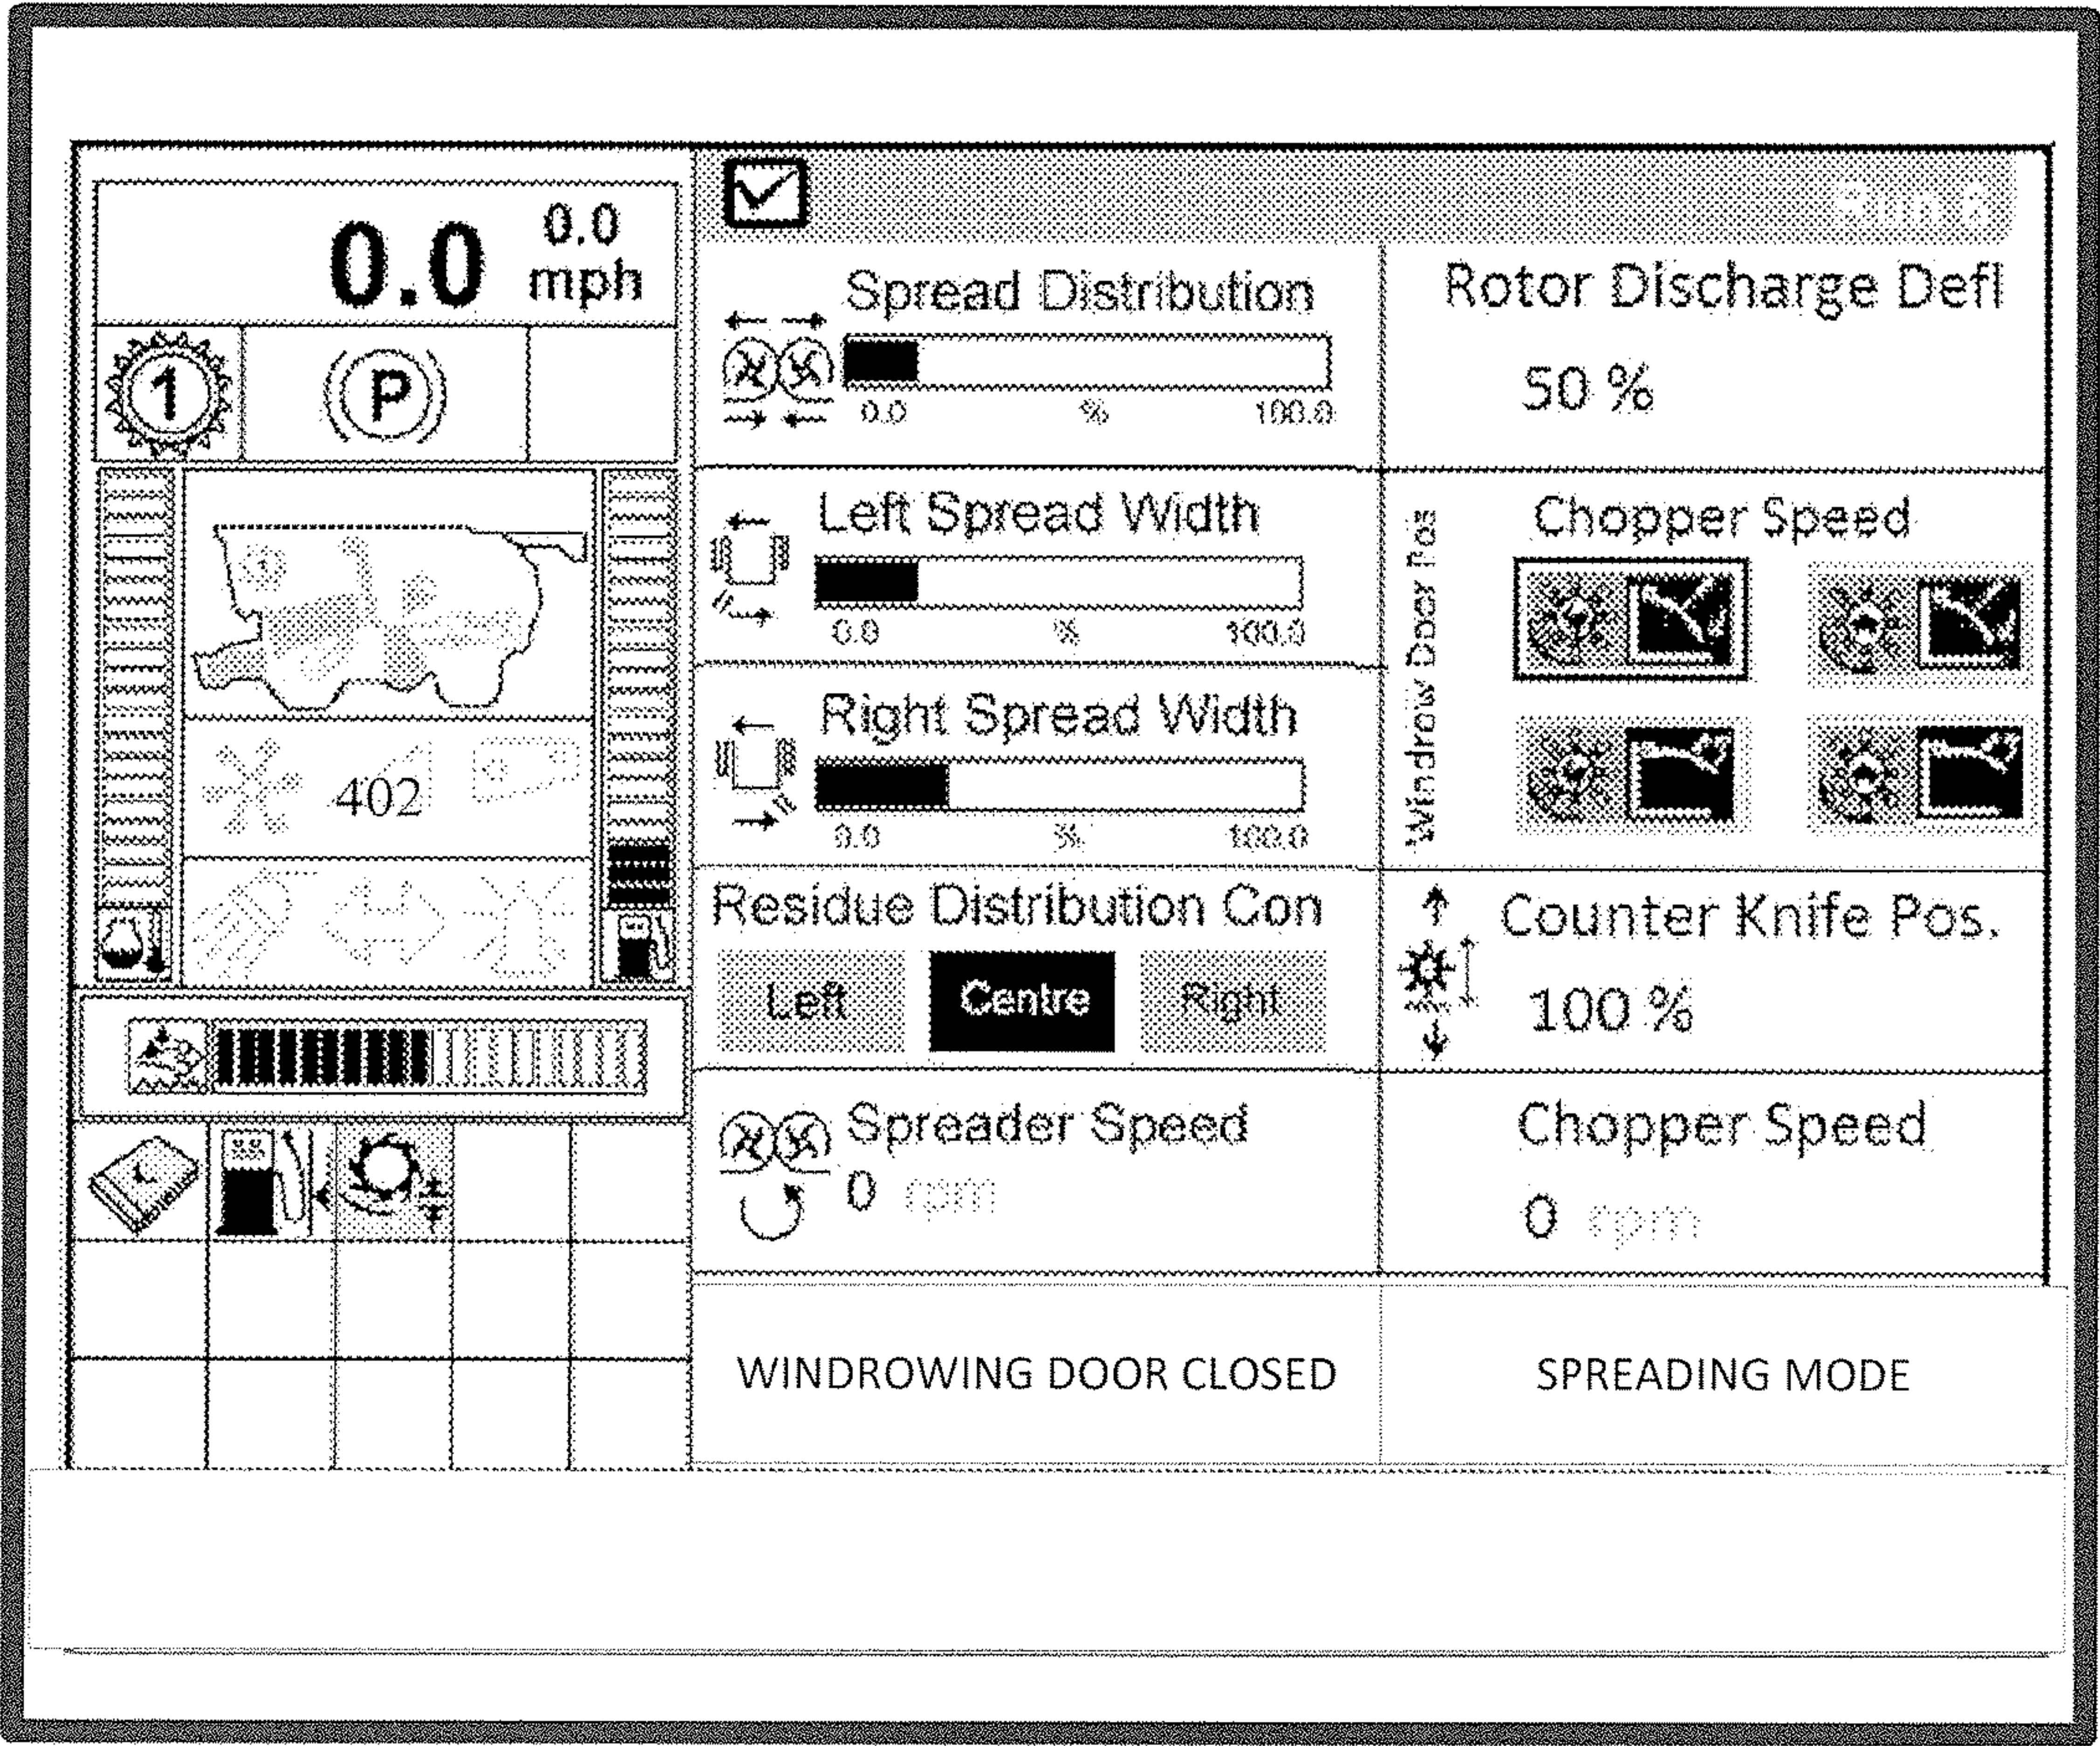 0.0
0.0
mph
1
P
402
Spread Distribution
0.0 % 100.0
Left Spread Width
0.0 % 100.0
Right Spread Width
0.0 % 100.0
Residue Distribution Con
Left Centre Right
Spreader Speed
0 rpm
Rotor Discharge Defl
50 %
Windrow Door Pos
Chopper Speed
Counter Knife Pos.
100 %
Chopper Speed
0 rpm
WINDROWING DOOR CLOSED
SPREADING MODE